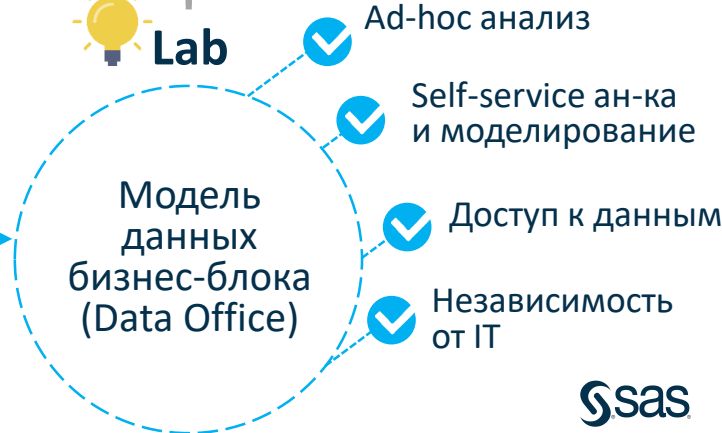 Lab
Ad-hoc анализ
Self-service ан-ка
и моделирование
Модель
данных
бизнес-блока
(Data Office)
Доступ к данным
Независимость
от IT
sas